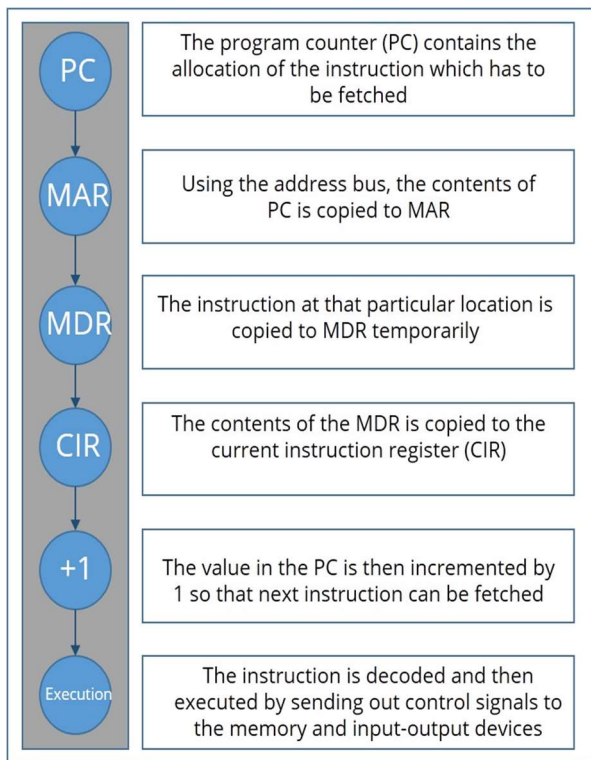 PC
The program counter (PC) contains the
allocation of the instruction which has to
be fetched
MAR
Using the address bus, the contents of
PC is copied to MAR
MDR
The instruction at that particular location is
copied to MDR temporarily
CIR
The contents of the MDR is copied to the
current instruction register (CIR)
+1
The value in the PC is then incremented by
1 so that next instruction can be fetched
Execution
The instruction is decoded and then
executed by sending out control signals to
the memory and input-output devices